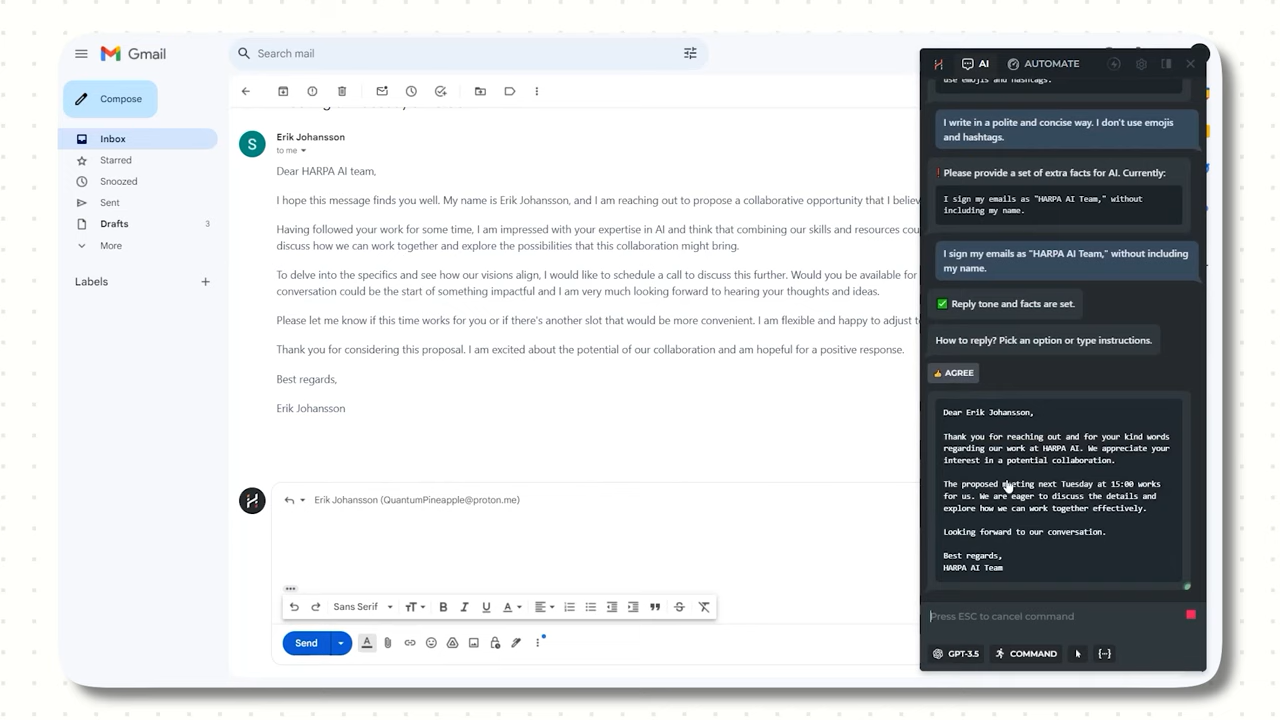 Gmail
Search mail
Compose
Inbox
Starred
Snoozed
Sent
Drafts 3
More
Labels
Erik Johansson
to me
Dear HARPA AI team,
I hope this message finds you well. My name is Erik Johansson, and I am reaching out to propose a collaborative opportunity that I believ
Having followed your work for some time, I am impressed with your expertise in AI and think that combining our skills and resources cou
discuss how we can work together and explore the possibilities that this collaboration might bring.
To delve into the specifics and see how our visions align, I would like to schedule a call to discuss this further. Would you be available for
conversation could be the start of something impactful and I am very much looking forward to hearing your thoughts and ideas.
Please let me know if this time works for you or if there's another slot that would be more convenient. I am flexible and happy to adjust t
Thank you for considering this proposal. I am excited about the potential of our collaboration and am hopeful for a positive response.
Best regards,
Erik Johansson
S
Erik Johansson (QuantumPineapple@proton.me)
Sans Serif
Send
AI
AUTOMATE
use emojis and hashtags.
I write in a polite and concise way. I don't use emojis
and hashtags.
Please provide a set of extra facts for AI. Currently:
I sign my emails as "HARPA AI Team," without
including my name.
I sign my emails as "HARPA AI Team," without including
my name.
Reply tone and facts are set.
How to reply? Pick an option or type instructions.
AGREE
Dear Erik Johansson,
Thank you for reaching out and for your kind words
regarding our work at HARPA AI. We appreciate your
interest in a potential collaboration.
The proposed meeting next Tuesday at 15:00 works
for us. We are eager to discuss the details and
explore how we can work together effectively.
Looking forward to our conversation.
Best regards,
HARPA AI Team
Press ESC to cancel command
GPT-3.5
COMMAND